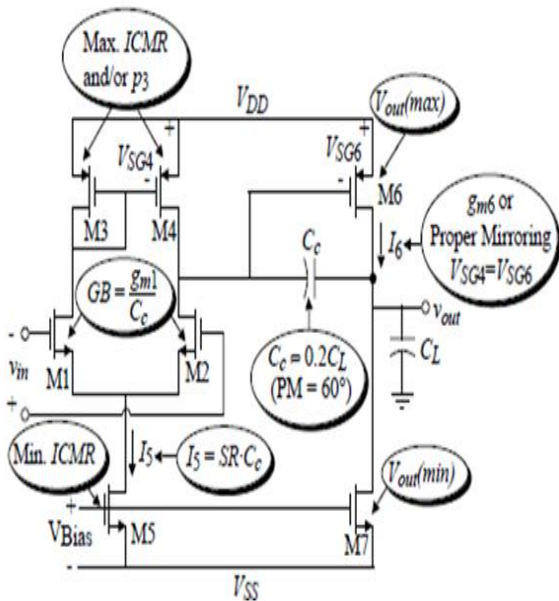 Max. ICMR
and/or p3
VDD
Vout(max)
+
+
VSG4
VSG6
-
-
M6
M3
M4
gm6 or
Proper Mirroring
VSG4=VSG6
I6
Cc
GB = gm1
Cc
vout
-
vin
+
M1
M2
Cc = 0.2CL
(PM = 60°)
CL
Min. ICMR
I5
I5 = SR·Cc
Vout(min)
+
VBias
M5
M7
-
VSS